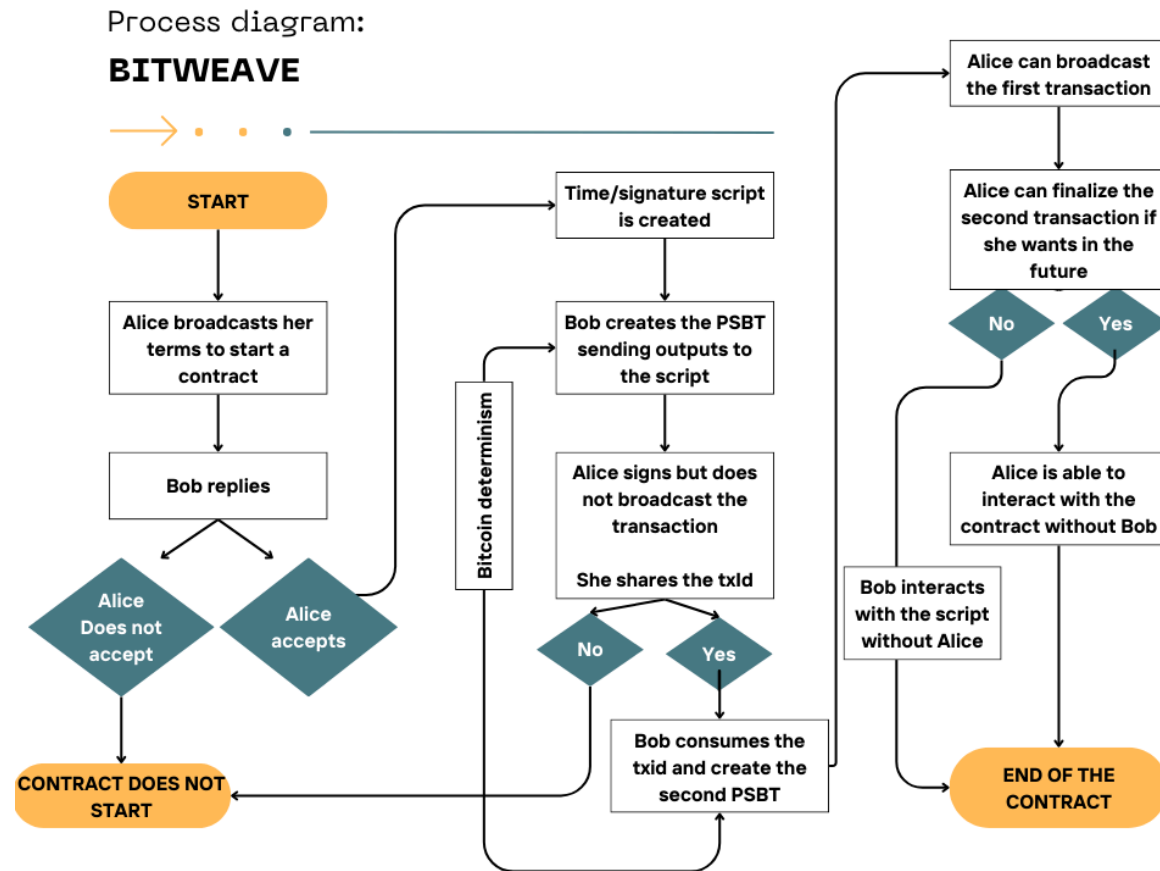 Process diagram:
BITWEAVE
START
Alice broadcasts her
terms to start a
contract
Bob replies
Alice
Does not
accept
Alice
accepts
CONTRACT DOES NOT
START
Time/signature script
is created
Bob creates the PSBT
sending outputs to
the script
Bitcoin determinism
Alice signs but does
not broadcast the
transaction
She shares the txId
No
Yes
Bob consumes the
txid and create the
second PSBT
Alice can broadcast
the first transaction
Alice can finalize the
second transaction if
she wants in the
future
No
Yes
Alice is able to
interact with the
contract without Bob
Bob interacts
with the script
without Alice
END OF THE
CONTRACT